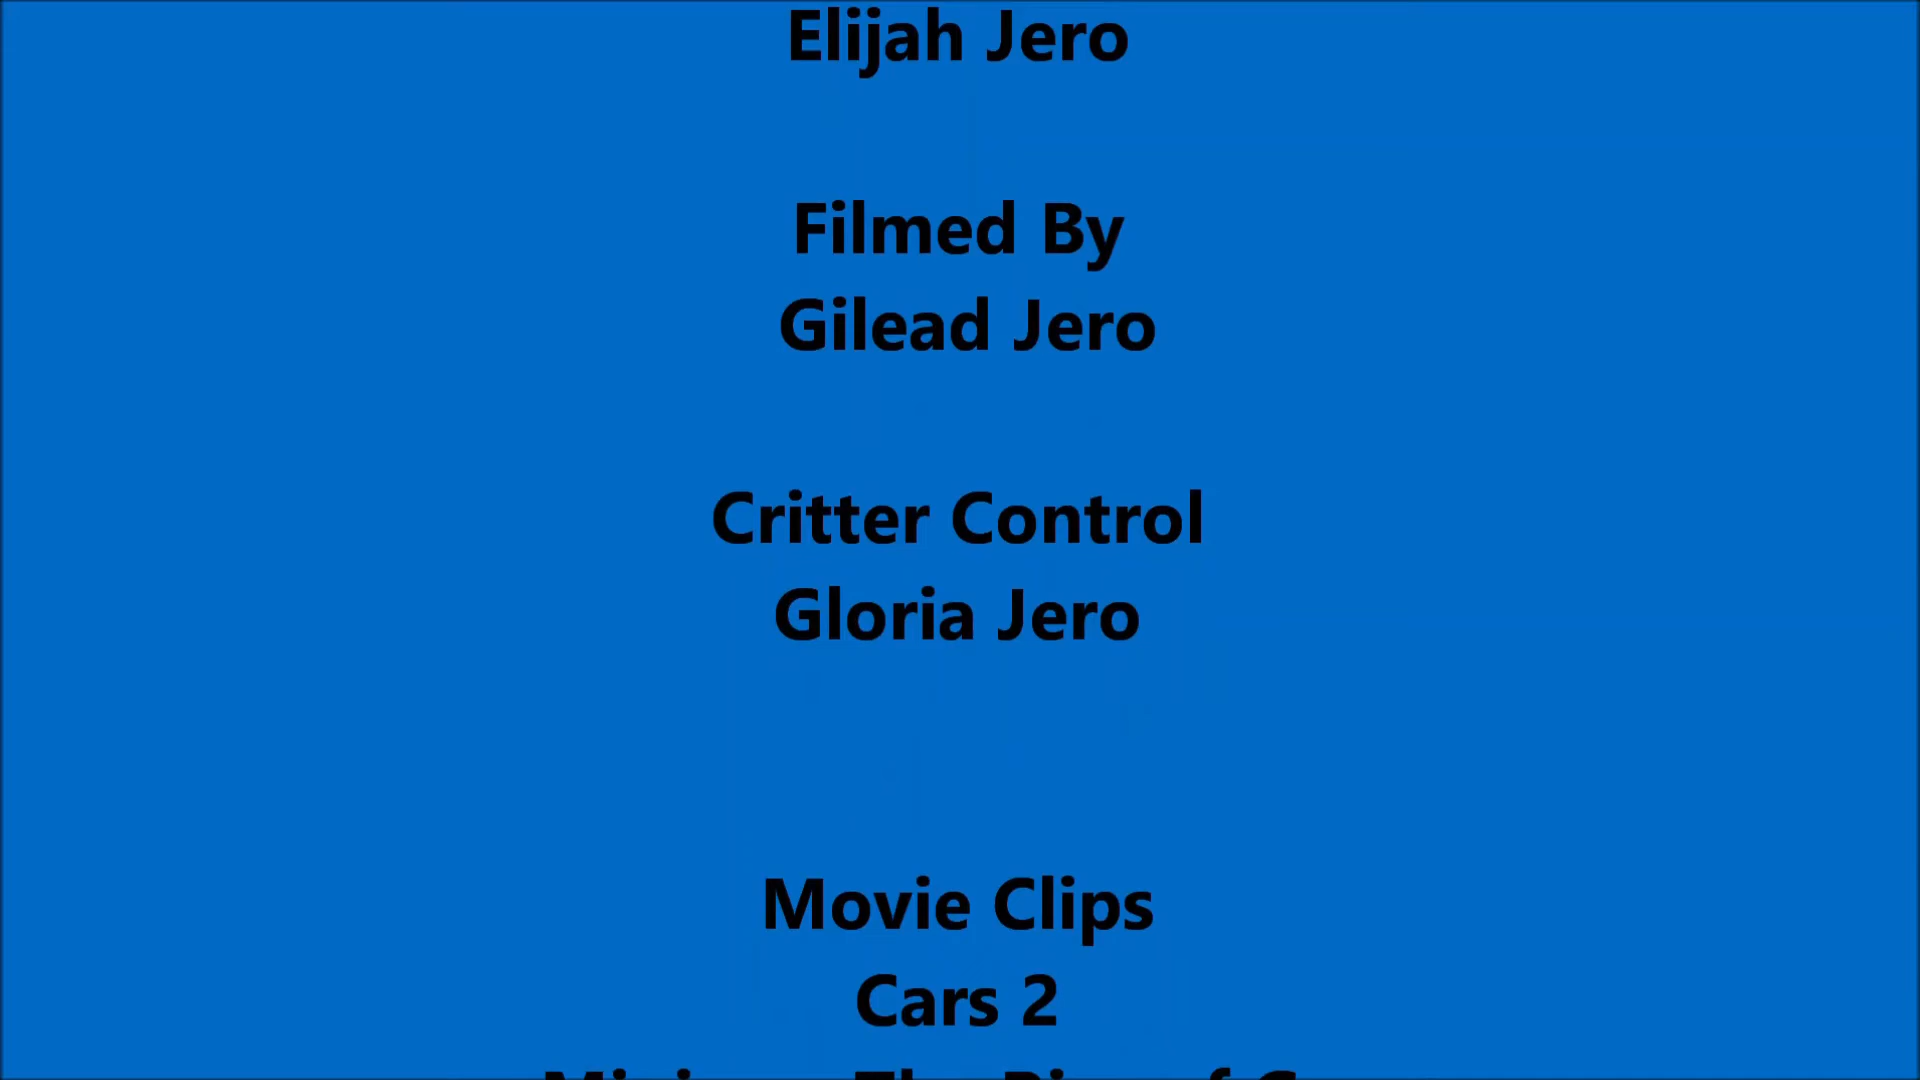 Elijah Jero
Filmed By
Gilead Jero
Critter Control
Gloria Jero
Movie Clips
Cars 2